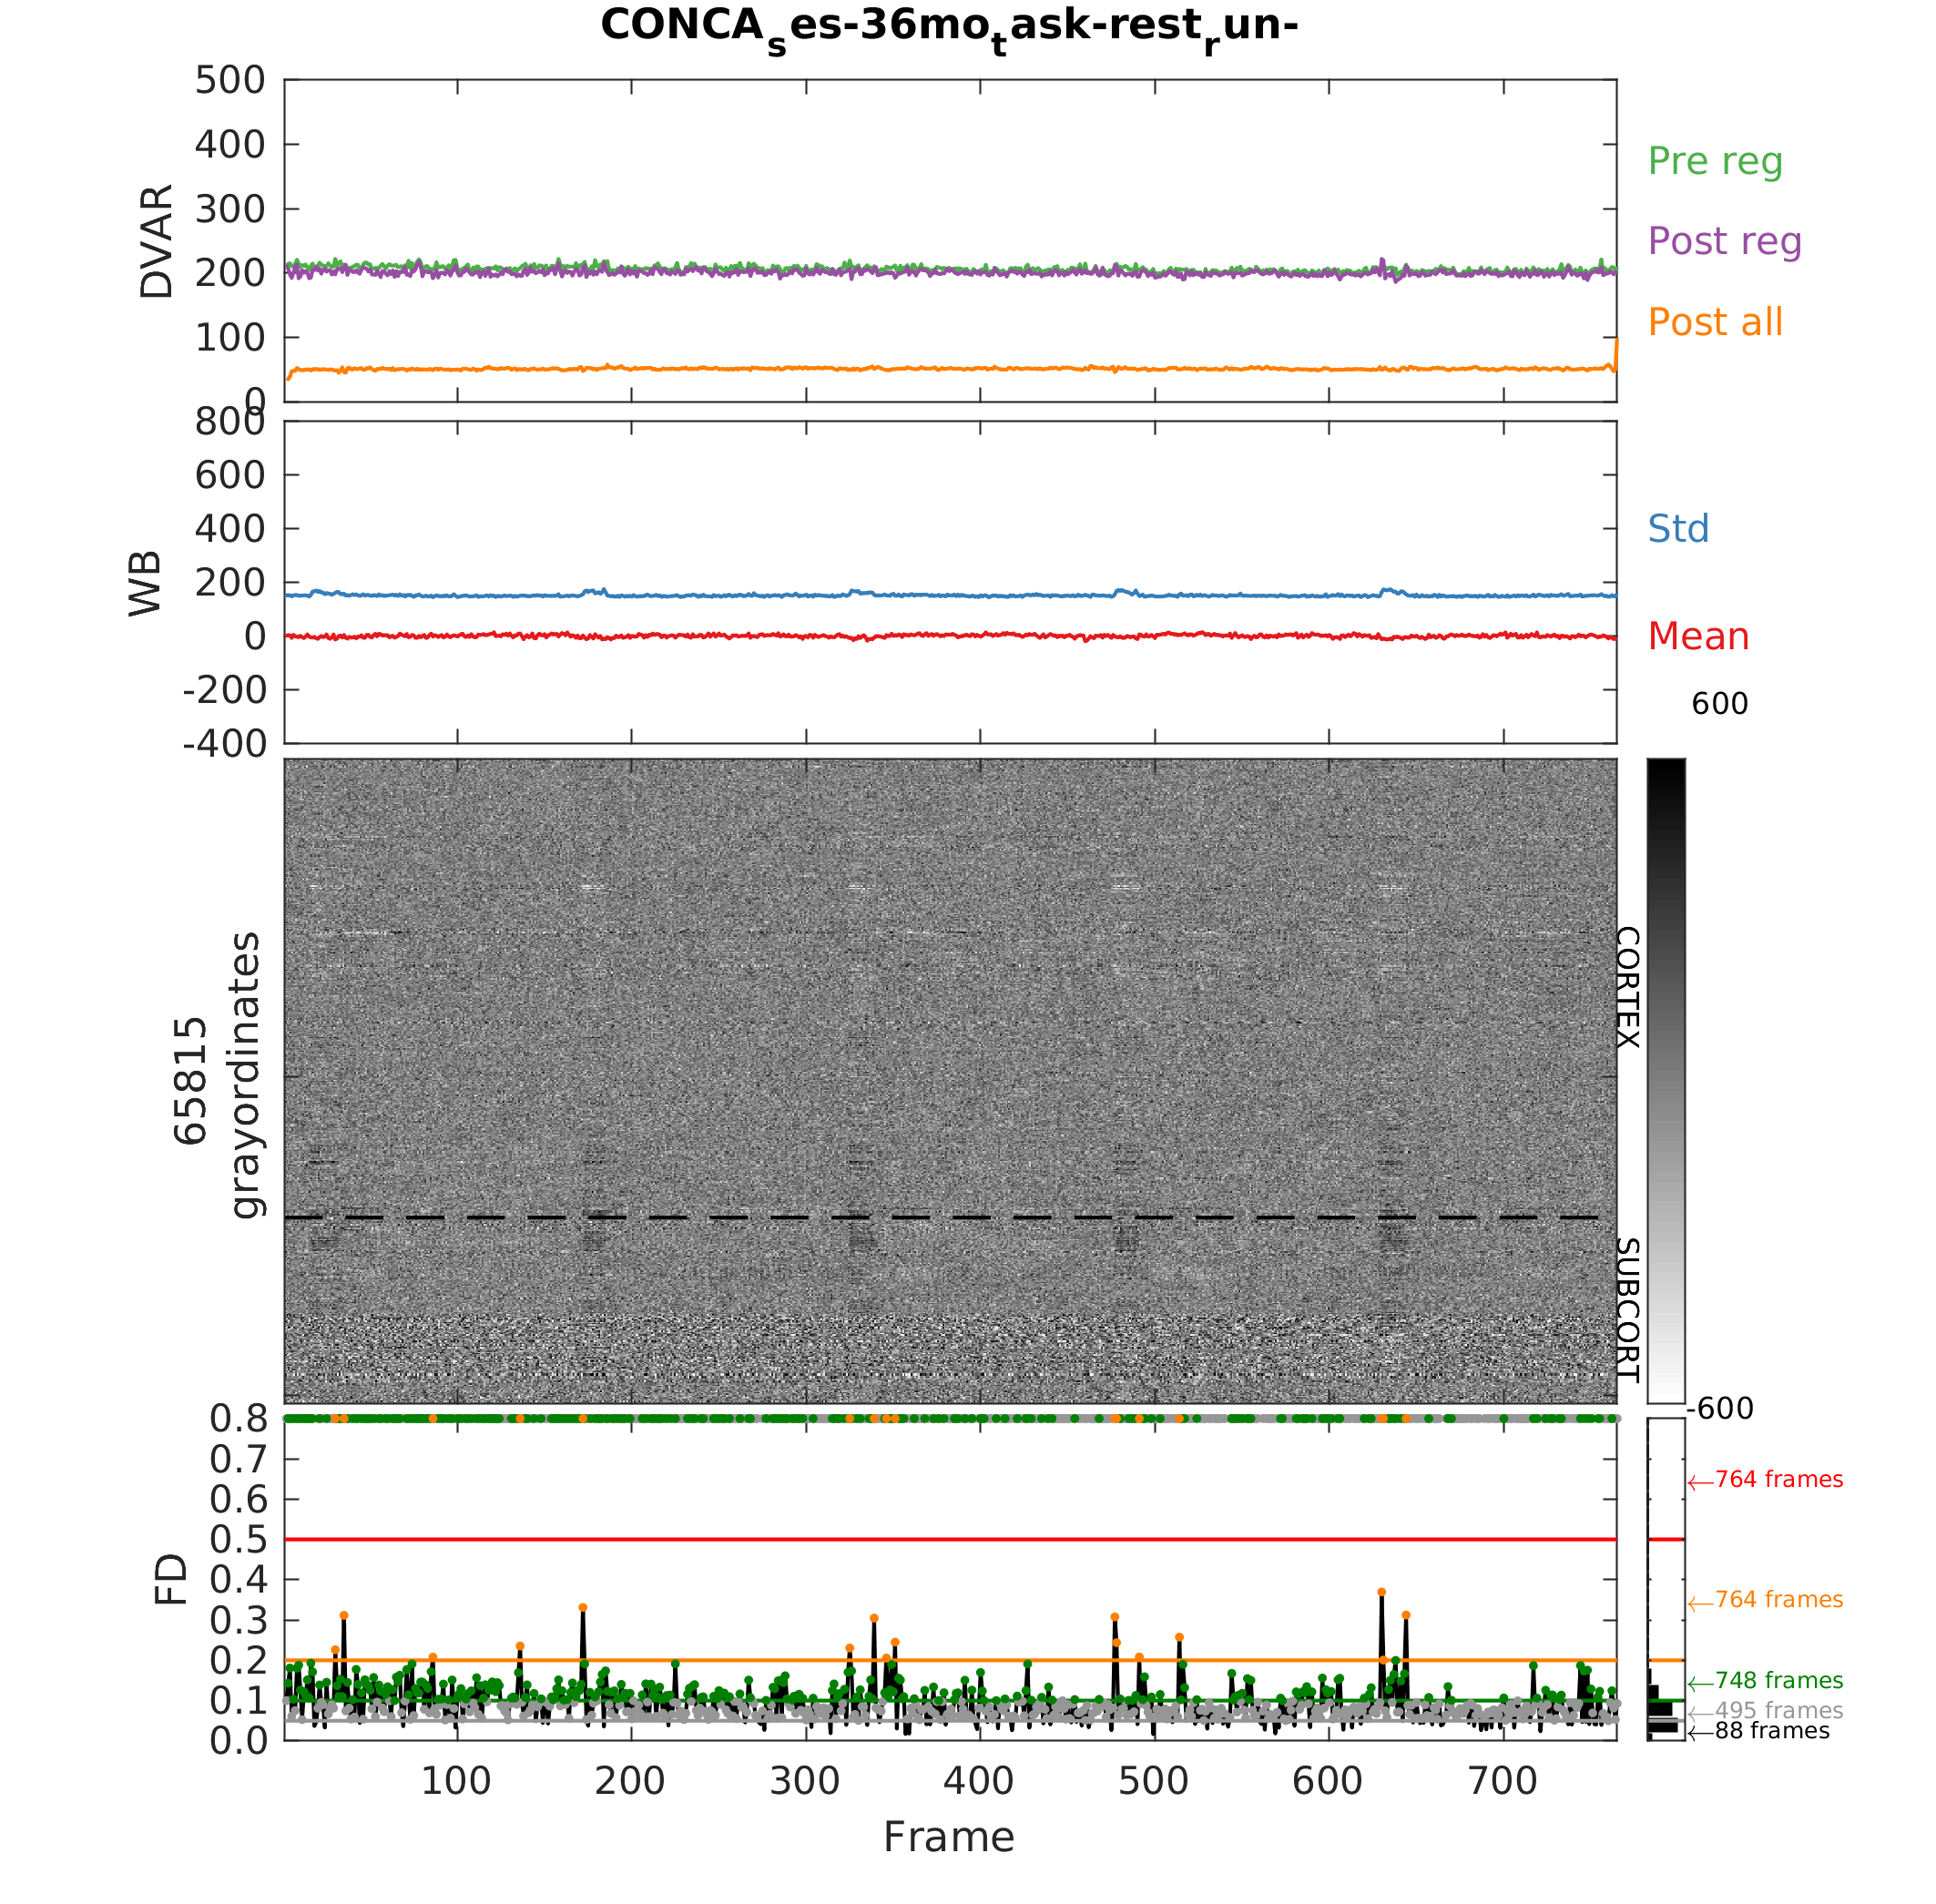 CONCAses-36motask-restrun-
500
400
300
200
100
0
DVAR
Pre reg
Post reg
Post all
800
600
400
200
0
-200
-400
WB
Std
Mean
600
65815
grayordinates
CORTEX
SUBCORT
-600
0.8
0.7
0.6
0.5
0.4
0.3
0.2
0.1
0.0
FD
←764 frames
←764 frames
←748 frames
←495 frames
←88 frames
100 200 300 400 500 600 700
Frame